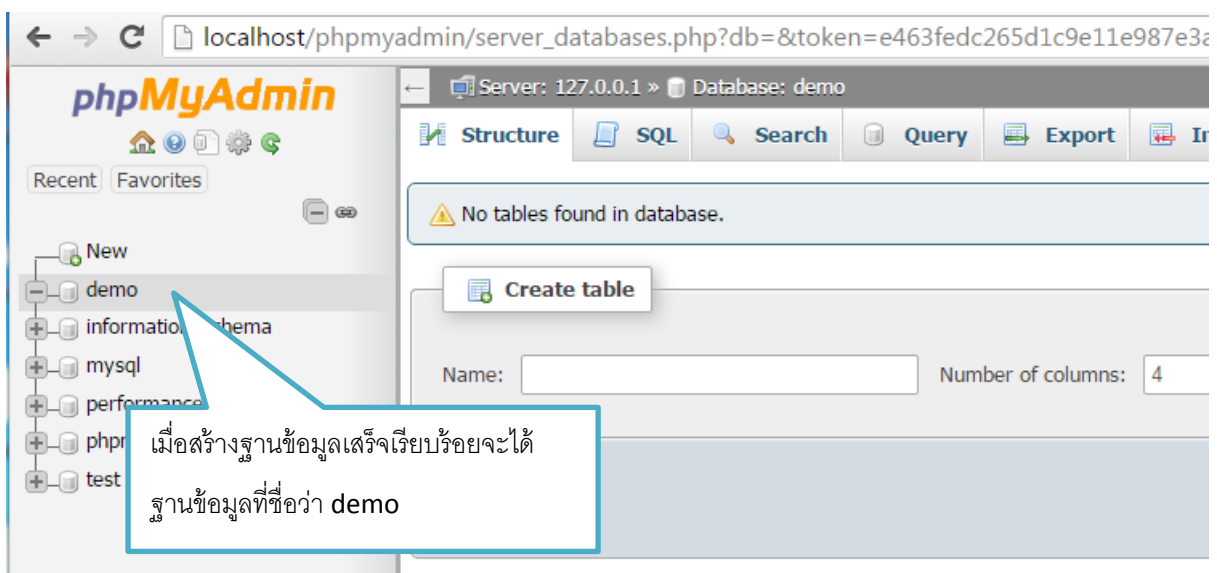 localhost/phpmyadmin/server_databases.php?db=&token=e463fedc265d1c9e11e987e3a
phpMyAdmin
Server: 127.0.0.1 » Database: demo
Structure SQL Search Query Export
Recent Favorites
No tables found in database.
New
demo
Create table
mysql
Name: Number of columns: 4
test
เมื่อสร้างฐานข้อมูลเสร็จเรียบร้อยจะได้
ฐานข้อมูลที่ชื่อว่า demo